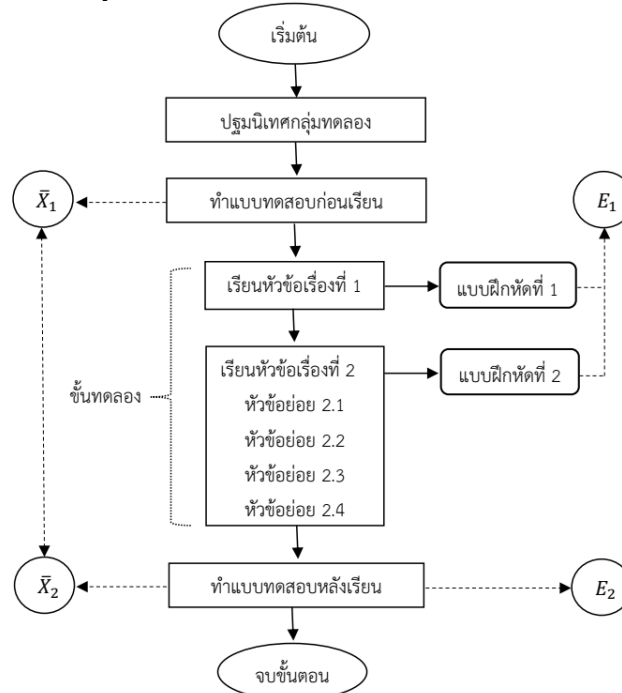 เริ่มต้น
ปฐมนิเทศกลุ่มทดลอง
X̄₁
ทำแบบทดสอบก่อนเรียน
E₁
เรียนหัวข้อเรื่องที่ 1
แบบฝึกหัดที่ 1
ขั้นทดลอง
เรียนหัวข้อเรื่องที่ 2
หัวข้อย่อย 2.1
หัวข้อย่อย 2.2
หัวข้อย่อย 2.3
หัวข้อย่อย 2.4
แบบฝึกหัดที่ 2
X̄₂
ทำแบบทดสอบหลังเรียน
E₂
จบขั้นตอน